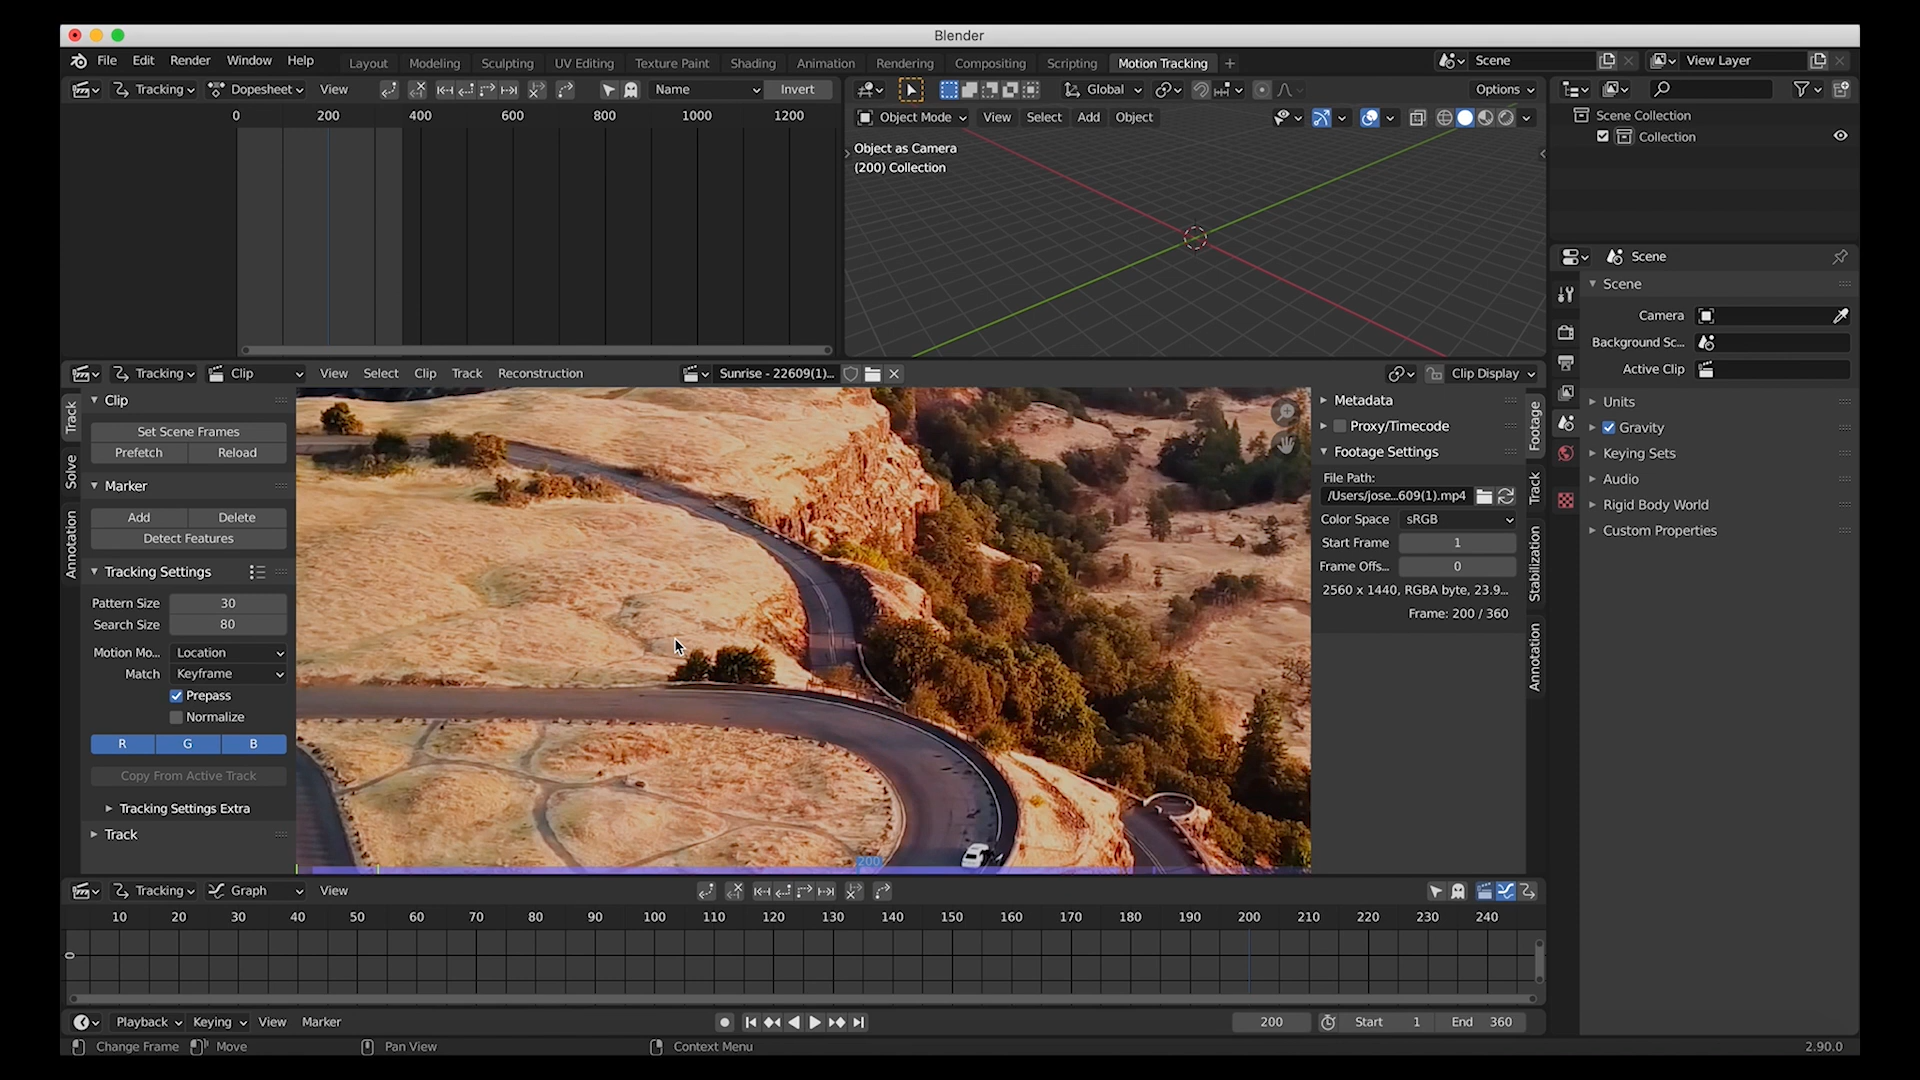 Blender
File Edit Render Window Help
Layout Modeling Sculpting UV Editing Texture Paint Shading Animation Rendering Compositing Scripting Motion Tracking +
Scene View Layer
Tracking Dopesheet View Name Invert
0 200 400 600 800 1000 1200
Global Options
Object Mode View Select Add Object
Object as Camera
(200) Collection
Scene Collection
Collection
Scene
Scene
Camera
Background Sc...
Active Clip
Units
Gravity
Keying Sets
Audio
Rigid Body World
Custom Properties
Tracking Clip View Select Clip Track Reconstruction Sunrise - 22609(1)... Clip Display
Track
Solve
Annotation
Clip
Set Scene Frames
Prefetch Reload
Marker
Add Delete
Detect Features
Tracking Settings
Pattern Size 30
Search Size 80
Motion Mo... Location
Match Keyframe
Prepass
Normalize
R G B
Copy From Active Track
Tracking Settings Extra
Track
200
Metadata
Proxy/Timecode
Footage Settings
File Path:
/Users/jose...609(1).mp4
Color Space sRGB
Start Frame 1
Frame Offs... 0
2560 x 1440, RGBA byte, 23.9...
Frame: 200 / 360
Footage
Track
Stabilization
Annotation
Tracking Graph View
10 20 30 40 50 60 70 80 90 100 110 120 130 140 150 160 170 180 190 200 210 220 230 240
0
Playback Keying View Marker 200 Start 1 End 360
Change Frame Move Pan View Context Menu 2.90.0